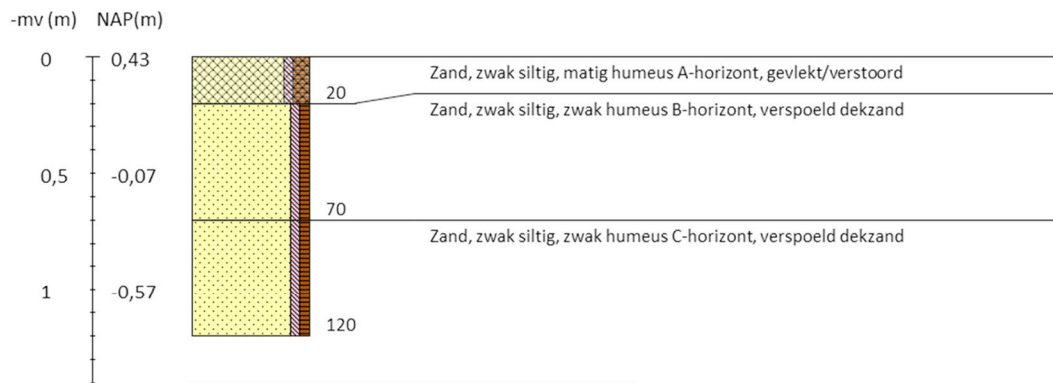 -mv (m) NAP(m)
0 0,43
Zand, zwak siltig, matig humeus A-horizont, gevlekt/verstoord
20
Zand, zwak siltig, zwak humeus B-horizont, verspoeld dekzand
0,5 -0,07
70
Zand, zwak siltig, zwak humeus C-horizont, verspoeld dekzand
1 -0,57
120